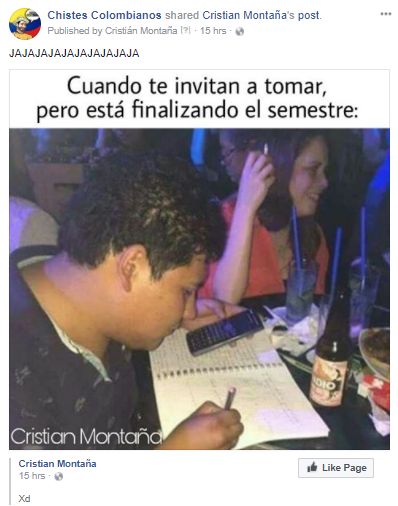 Chistes Colombianos shared Cristian Montaña's post.
Published by Cristián Montaña [?] · 15 hrs ·
JAJAJAJAJAJAJAJAJAJA
Cuando te invitan a tomar,
pero está finalizando el semestre:
Cristian Montaña
Cristian Montaña
15 hrs ·
Like Page
Xd